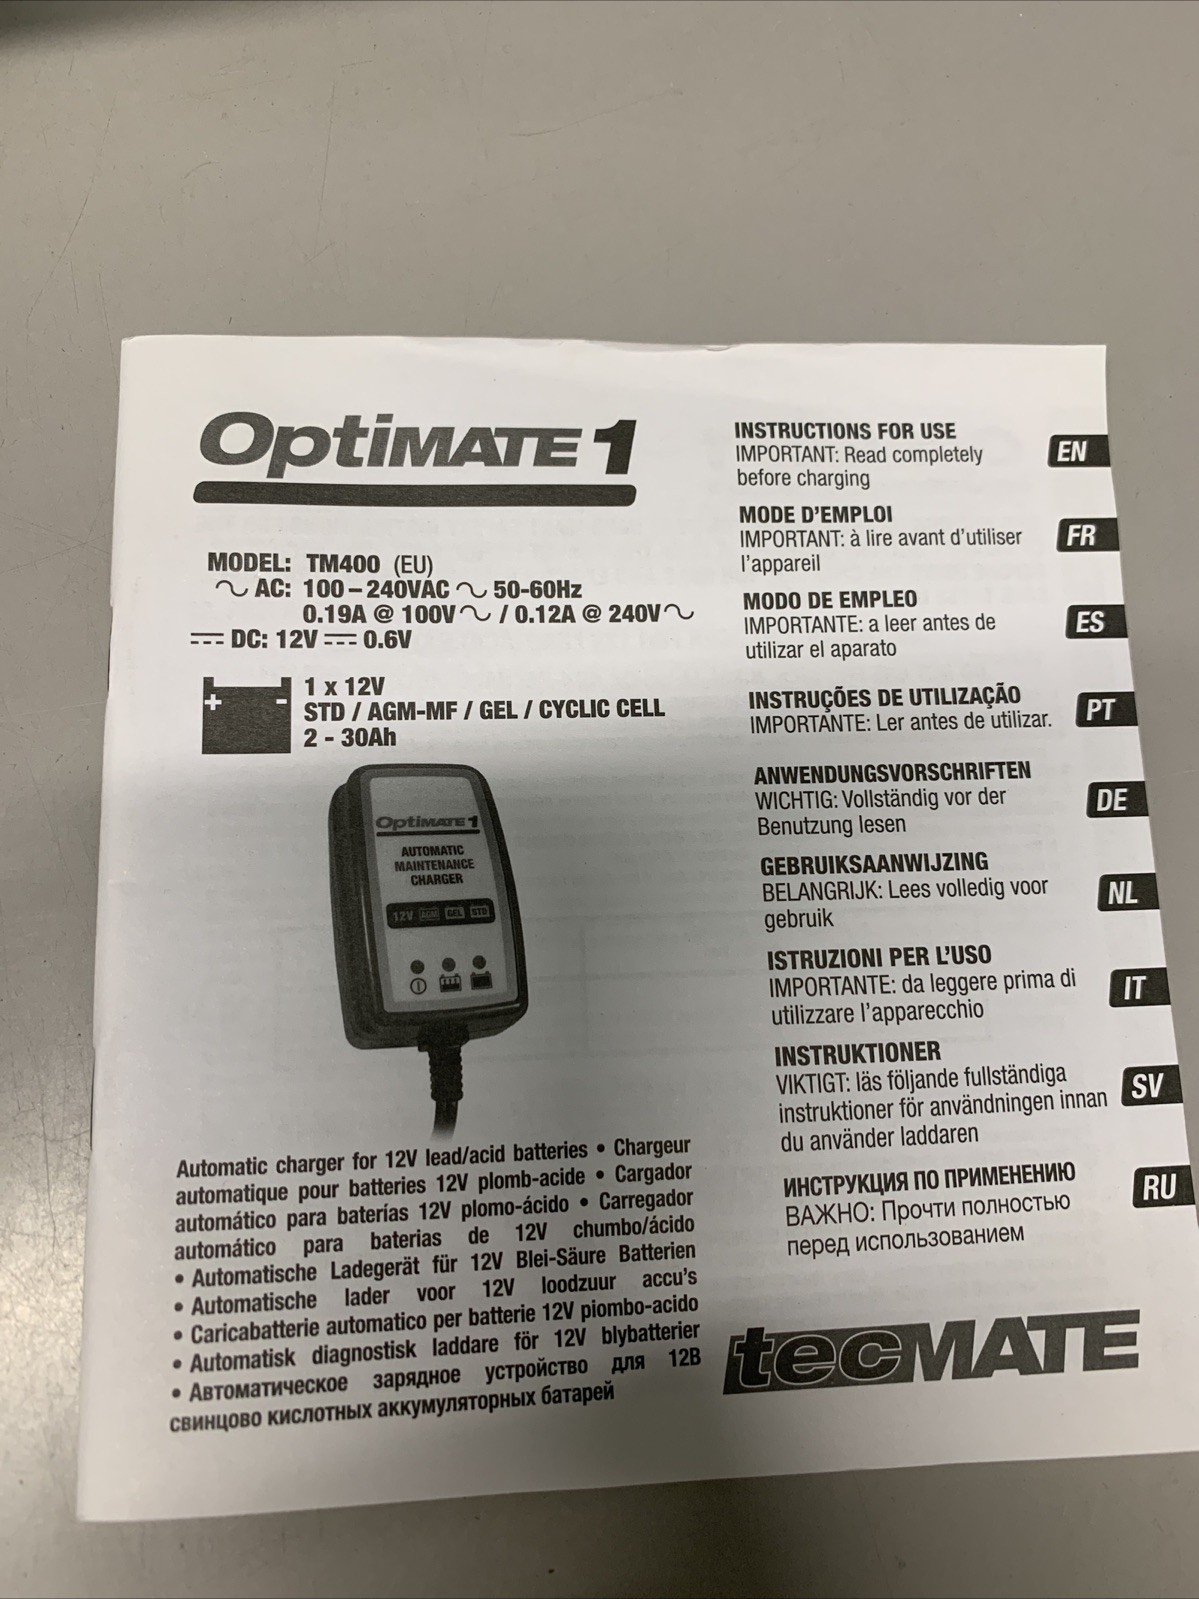 OptiMATE 1
MODEL: TM400 (EU)
∿ AC: 100 – 240VAC ∿ 50-60Hz
0.19A @ 100V∿ / 0.12A @ 240V∿
⎓ DC: 12V ⎓ 0.6V
+ -
1 x 12V
STD / AGM-MF / GEL / CYCLIC CELL
2 - 30Ah
OptiMATE 1
AUTOMATIC
MAINTENANCE
CHARGER
12V AGM GEL STD
Automatic charger for 12V lead/acid batteries • Chargeur
automatique pour batteries 12V plomb-acide • Cargador
automático para baterías 12V plomo-ácido • Carregador
automático para baterias de 12V chumbo/ácido
• Automatische Ladegerät für 12V Blei-Säure Batterien
• Automatische lader voor 12V loodzuur accu's
• Caricabatterie automatico per batterie 12V piombo-acido
• Automatisk diagnostisk laddare för 12V blybatterier
• Автоматическое зарядное устройство для 12В
свинцово кислотных аккумуляторных батарей
INSTRUCTIONS FOR USE
IMPORTANT: Read completely
before charging
EN
MODE D'EMPLOI
IMPORTANT: à lire avant d'utiliser
l'appareil
FR
MODO DE EMPLEO
IMPORTANTE: a leer antes de
utilizar el aparato
ES
INSTRUÇÕES DE UTILIZAÇÃO
IMPORTANTE: Ler antes de utilizar.
PT
ANWENDUNGSVORSCHRIFTEN
WICHTIG: Vollständig vor der
Benutzung lesen
DE
GEBRUIKSAANWIJZING
BELANGRIJK: Lees volledig voor
gebruik
NL
ISTRUZIONI PER L'USO
IMPORTANTE: da leggere prima di
utilizzare l'apparecchio
IT
INSTRUKTIONER
VIKTIGT: läs följande fullständiga
instruktioner för användningen innan
du använder laddaren
SV
ИНСТРУКЦИЯ ПО ПРИМЕНЕНИЮ
ВАЖНО: Прочти полностью
перед использованием
RU
tecMATE